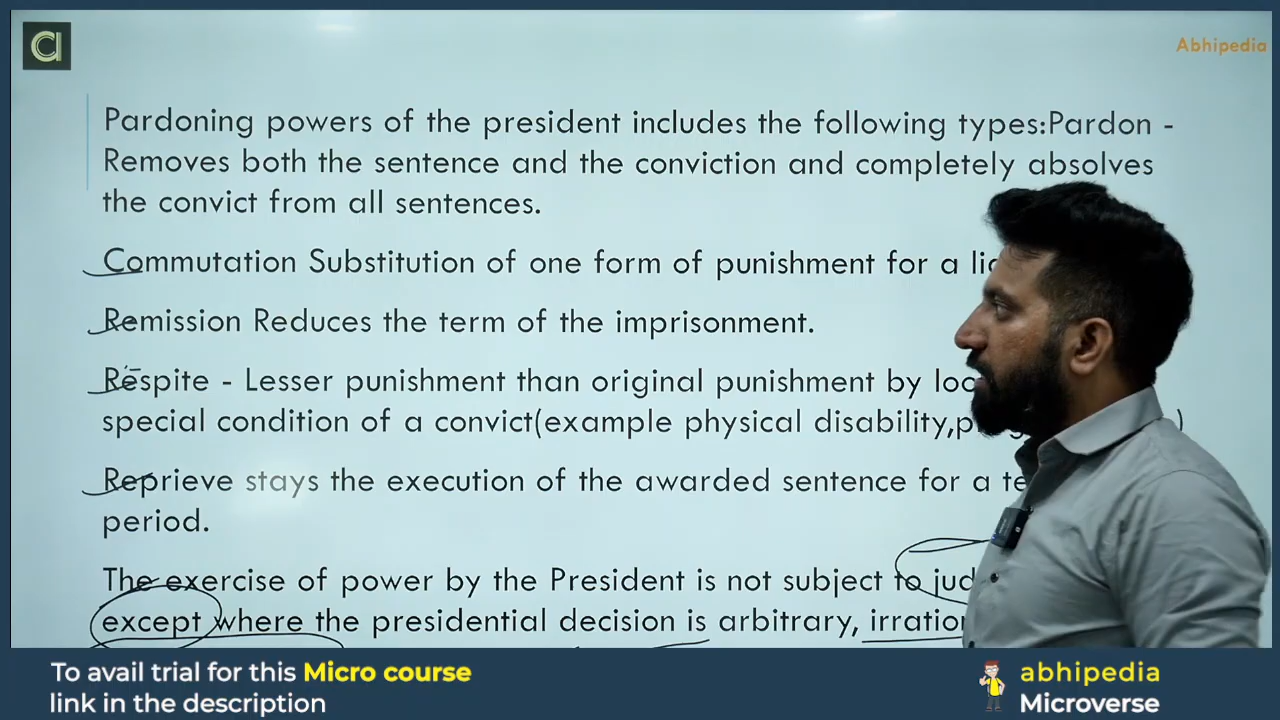 Abhipedia
Pardoning powers of the president includes the following types:Pardon -
Removes both the sentence and the conviction and completely absolves
the convict from all sentences.
Commutation Substitution of one form of punishment for a
Remission Reduces the term of the imprisonment.
Respite - Lesser punishment than original punishment by
special condition of a convict(example physical disability, )
Reprieve stays the execution of the awarded sentence for a
period.
The exercise of power by the President is not subject to
except where the presidential decision is arbitrary,
To avail trial for this Micro course
link in the description
abhipedia
Microverse